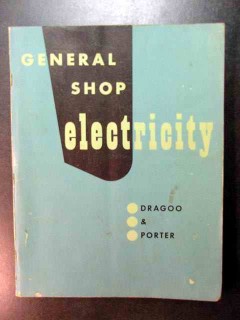 GENERAL
SHOP
electricity
DRAGOO
&
PORTER